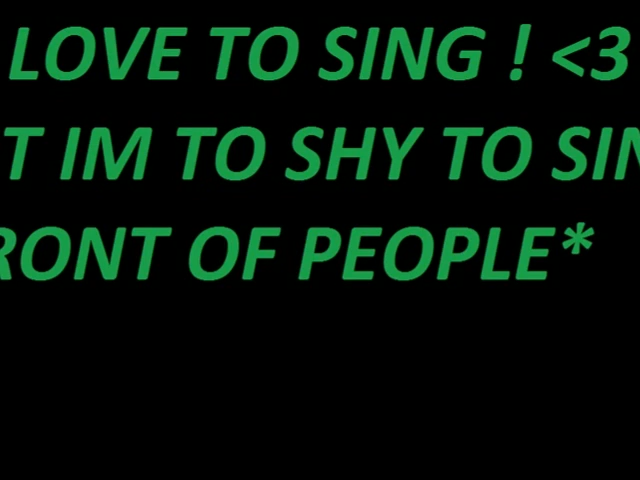 LOVE TO SING ! <3
T IM TO SHY TO SIN
RONT OF PEOPLE*